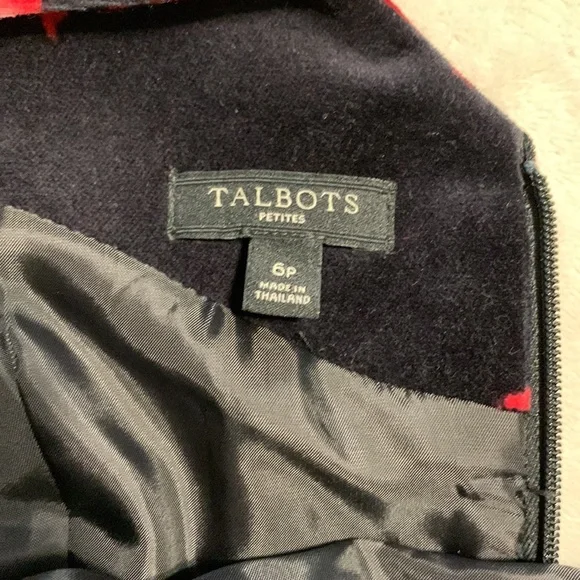 TALBOTS
PETITES
6P
MADE IN
THAILAND